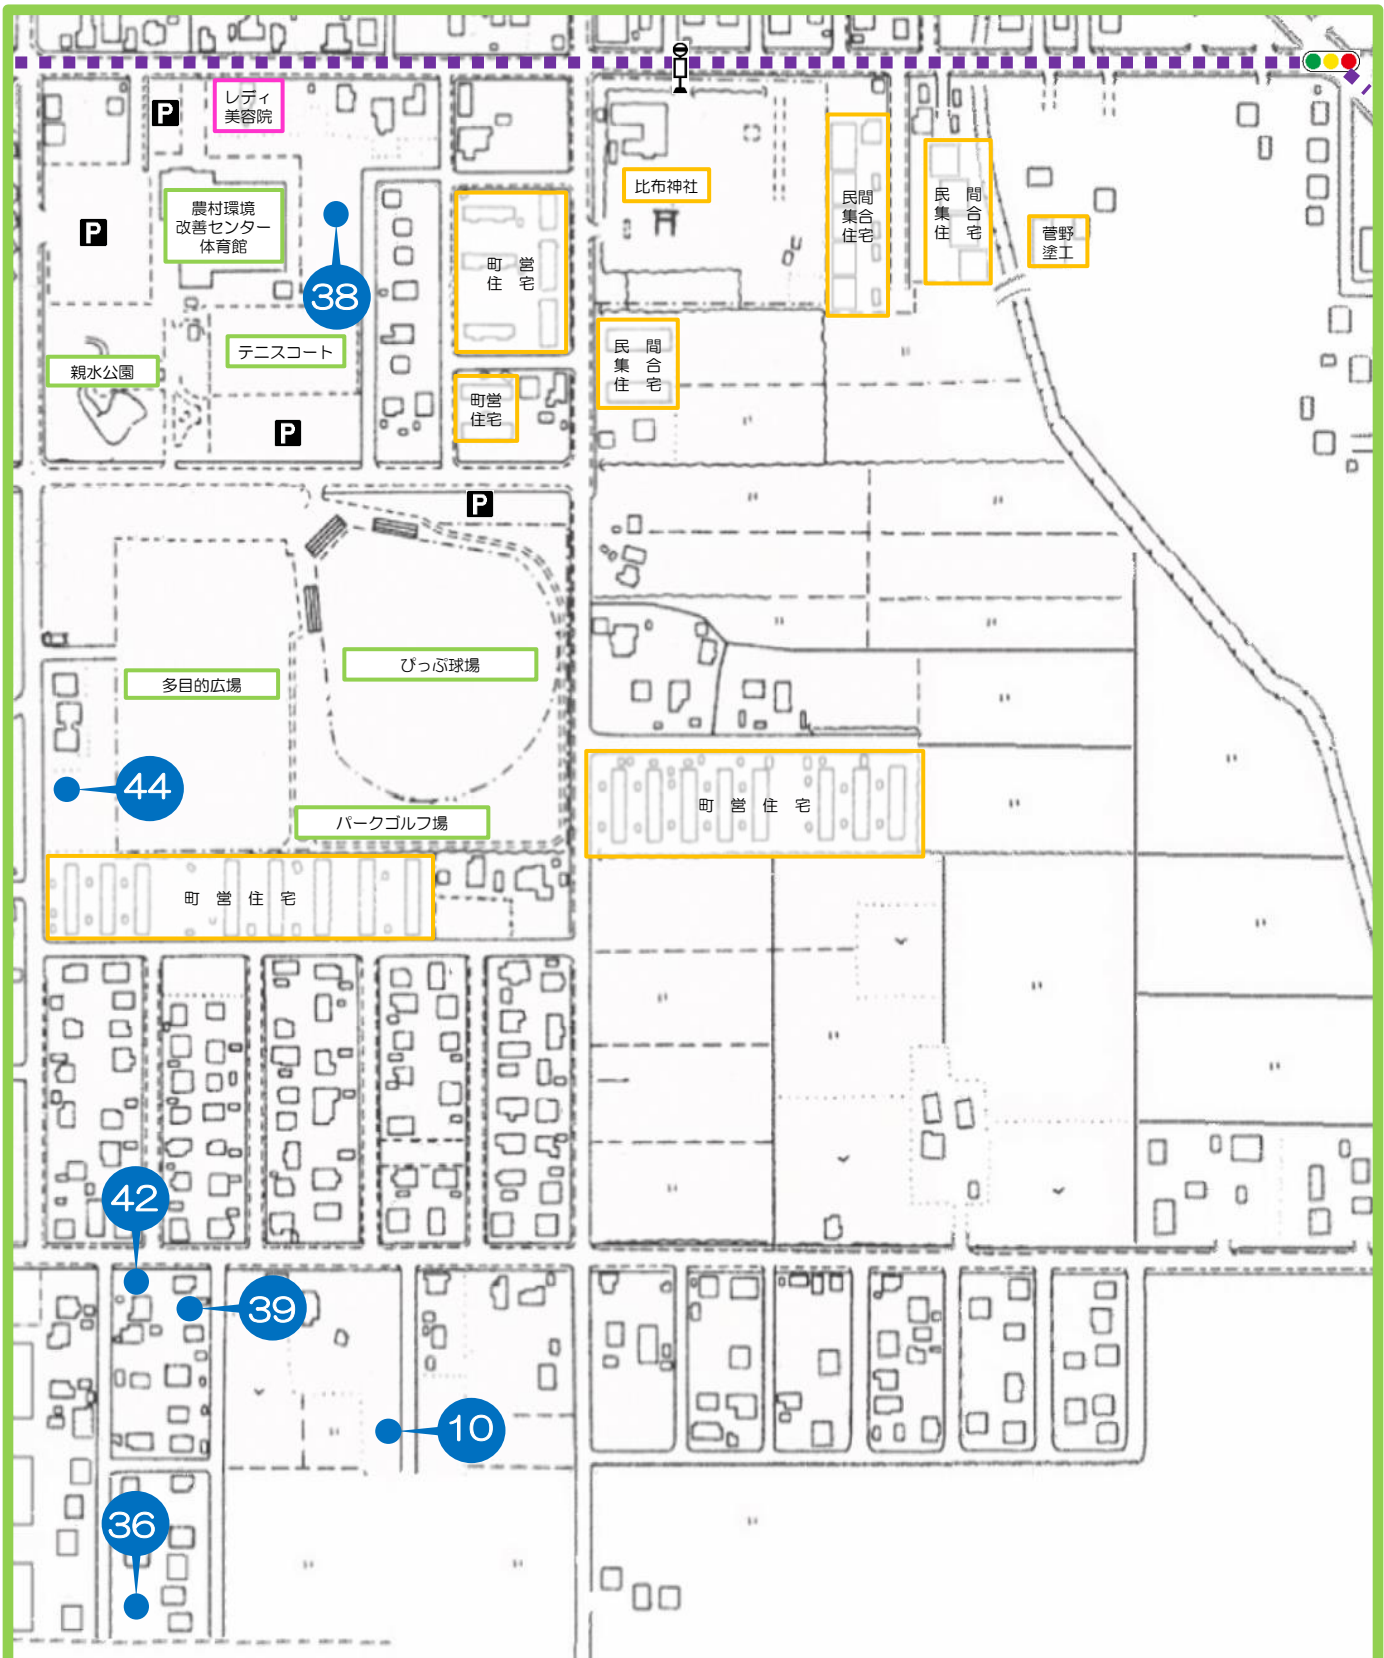 P
レディ
美容院
比布神社
民間
集合
住宅
民間
集合
住宅
農村環境
改善センター
体育館
P
菅野
塗工
町営
住宅
38
テニスコート
親水公園
民間
集合
住宅
町営
住宅
P
P
ぴっぷ球場
多目的広場
44
パークゴルフ場
町営住宅
町営住宅
42
39
10
36